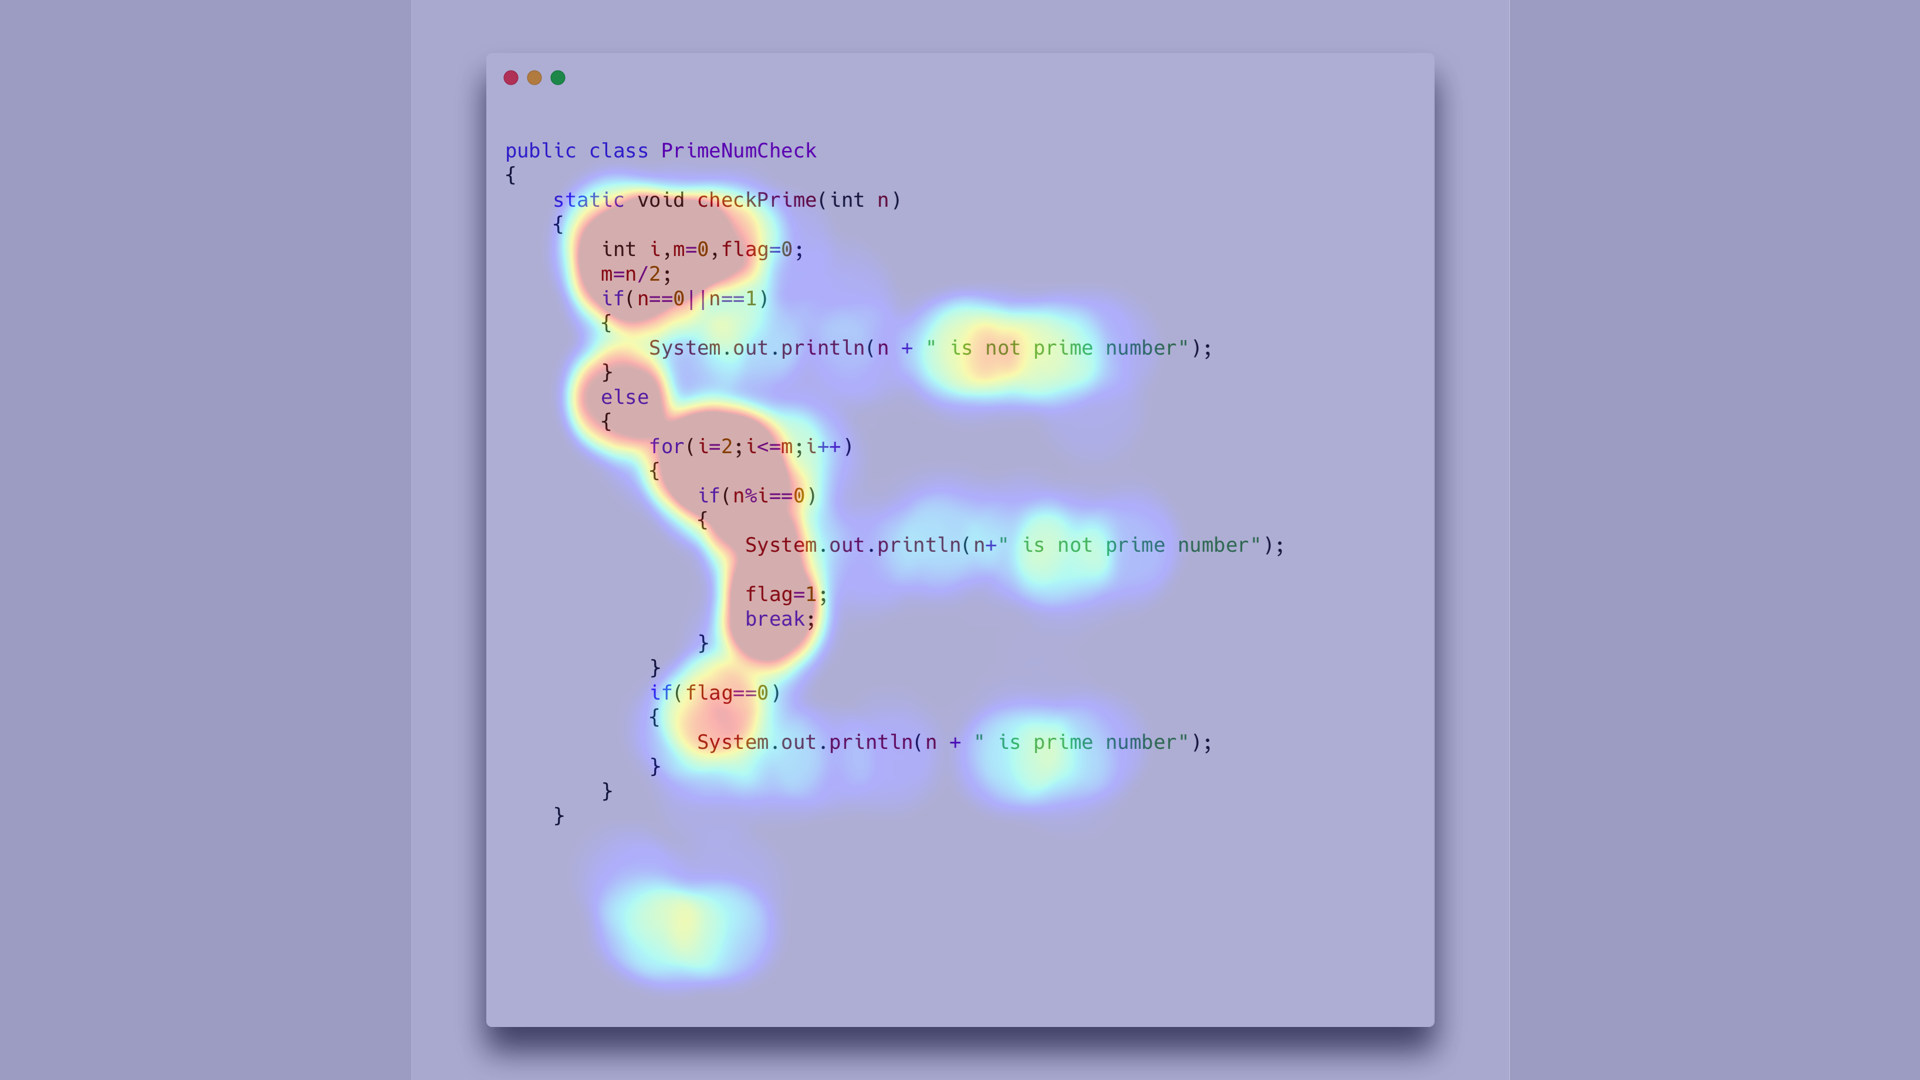 public class PrimeNumCheck
{
    static void checkPrime(int n)
    {
        int i,m=0,flag=0;
        m=n/2;
        if(n==0||n==1)
        {
            System.out.println(n + " is not prime number");
        }
        else
        {
            for(i=2;i<=m;i++)
            {
                if(n%i==0)
                {
                    System.out.println(n+" is not prime number");

                    flag=1;
                    break;
                }
            }
            if(flag==0)
            {
                System.out.println(n + " is prime number");
            }
        }
    }